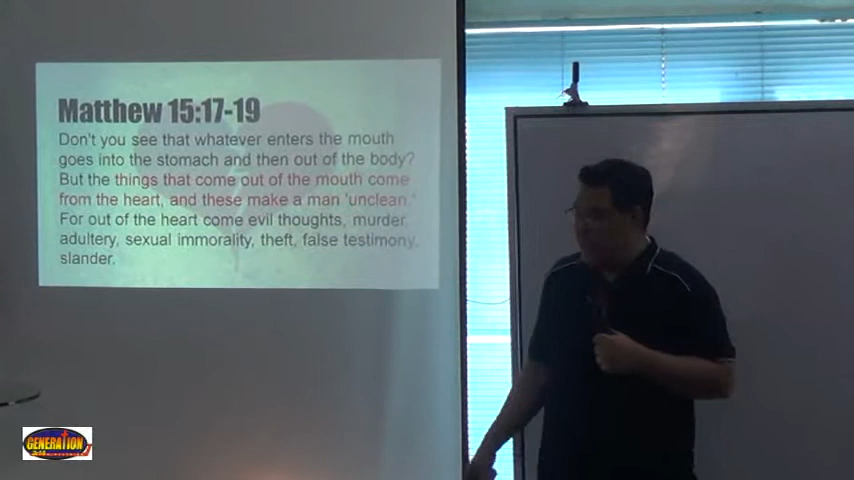 Matthew 15:17-19
Don't you see that whatever enters the mouth
goes into the stomach and then out of the body?
But the things that come out of the mouth come
from the heart, and these make a man 'unclean.'
For out of the heart come evil thoughts, murder,
adultery, sexual immorality, theft, false testimony,
slander.
GENERATION